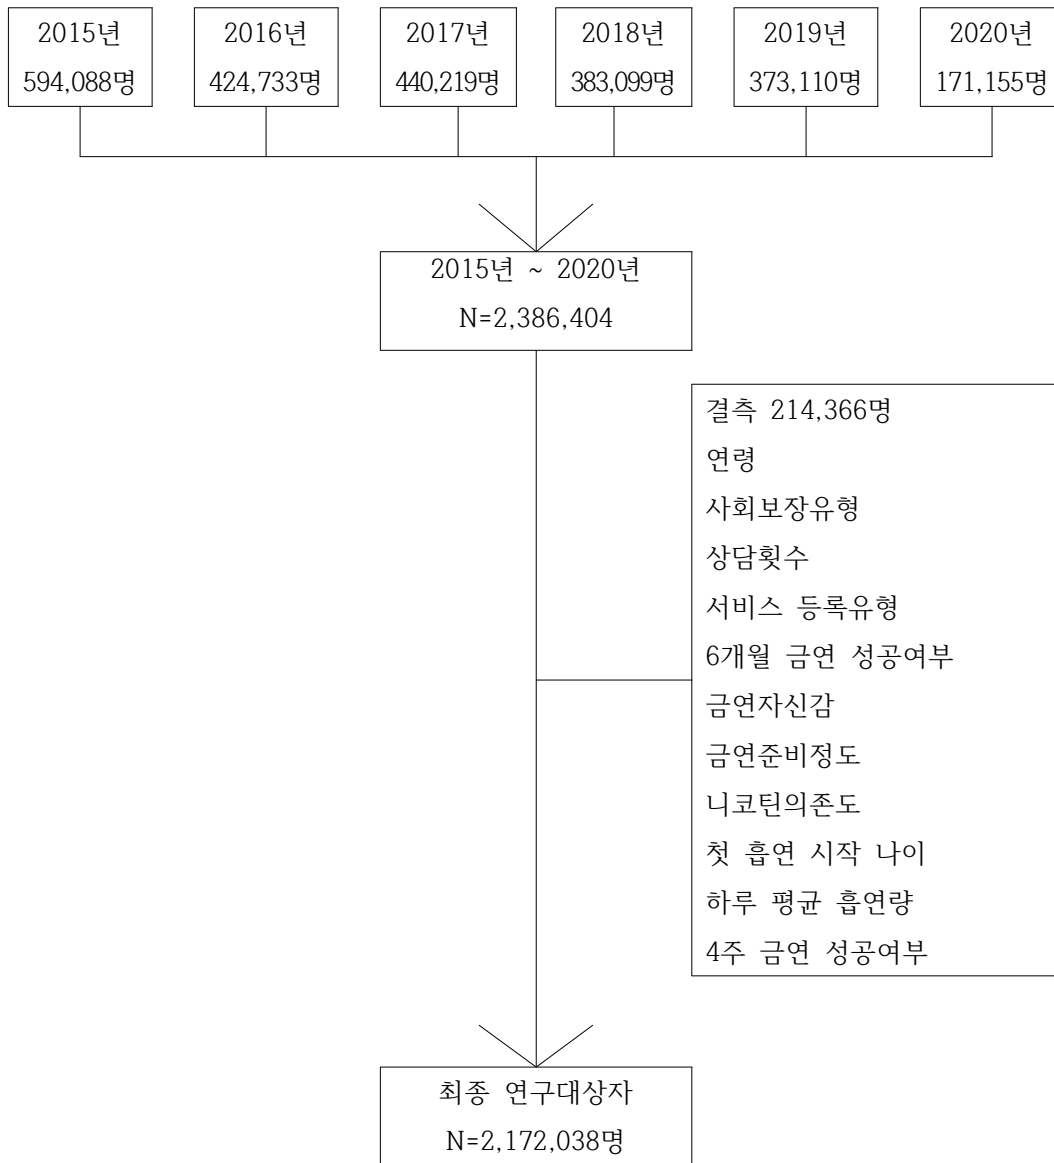 2015년
594,088명
2016년
424,733명
2017년
440,219명
2018년
383,099명
2019년
373,110명
2020년
171,155명
2015년 ~ 2020년
N=2,386,404
결측 214,366명
연령
사회보장유형
상담횟수
서비스 등록유형
6개월 금연 성공여부
금연자신감
금연준비정도
니코틴의존도
첫 흡연 시작 나이
하루 평균 흡연량
4주 금연 성공여부
최종 연구대상자
N=2,172,038명